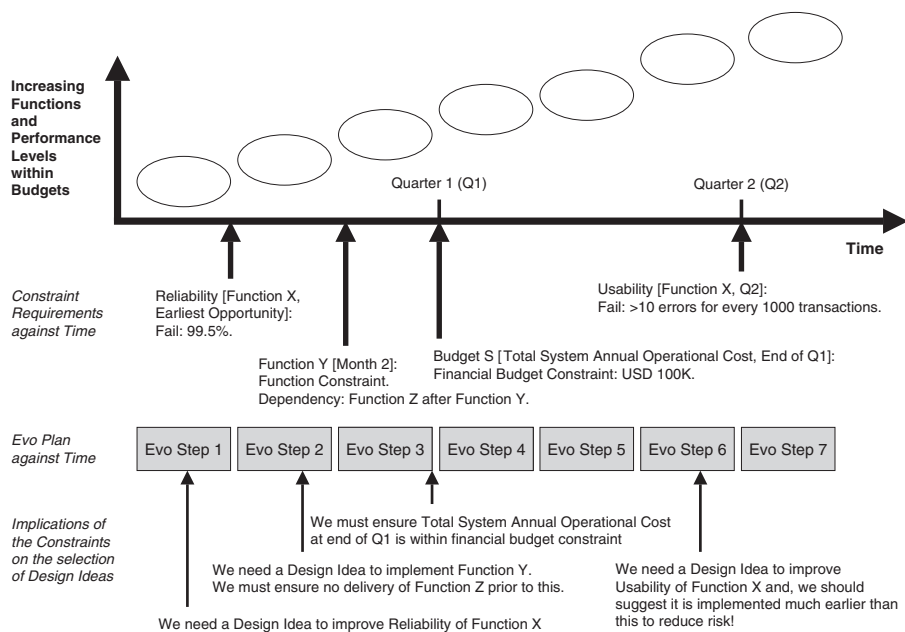 Increasing
Functions
and
Performance
Levels
within
Budgets
Quarter 1 (Q1)
Quarter 2 (Q2)
Time
Constraint
Requirements
against Time
Reliability [Function X,
Earliest Opportunity]:
Fail: 99.5%.
Usability [Function X, Q2]:
Fail: >10 errors for every 1000 transactions.
Function Y [Month 2]:
Function Constraint.
Dependency: Function Z after Function Y.
Budget S [Total System Annual Operational Cost, End of Q1]:
Financial Budget Constraint: USD 100K.
Evo Plan
against Time
Evo Step 1
Evo Step 2
Evo Step 3
Evo Step 4
Evo Step 5
Evo Step 6
Evo Step 7
Implications of
the Constraints
on the selection
of Design Ideas
We must ensure Total System Annual Operational Cost
at end of Q1 is within financial budget constraint
We need a Design Idea to implement Function Y.
We must ensure no delivery of Function Z prior to this.
We need a Design Idea to improve
Usability of Function X and, we should
suggest it is implemented much earlier than
this to reduce risk!
We need a Design Idea to improve Reliability of Function X